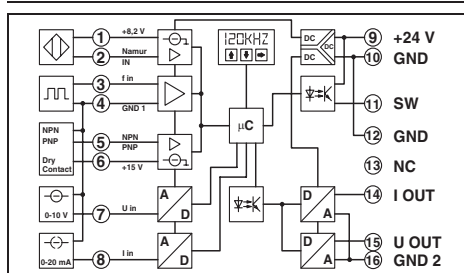 1 +8,2 V
2 Namur
IN
3 f in
4 GND 1
NPN
PNP
Dry
Contact
5 NPN
PNP
6 +15 V
0-10 V
7 U in
0-20 mA
8 I in
120KHZ
µC
A
D
A
D
DC
DC
DC
D
A
D
A
9 +24 V
10 GND
11 SW
12 GND
13 NC
14 I OUT
15 U OUT
16 GND 2